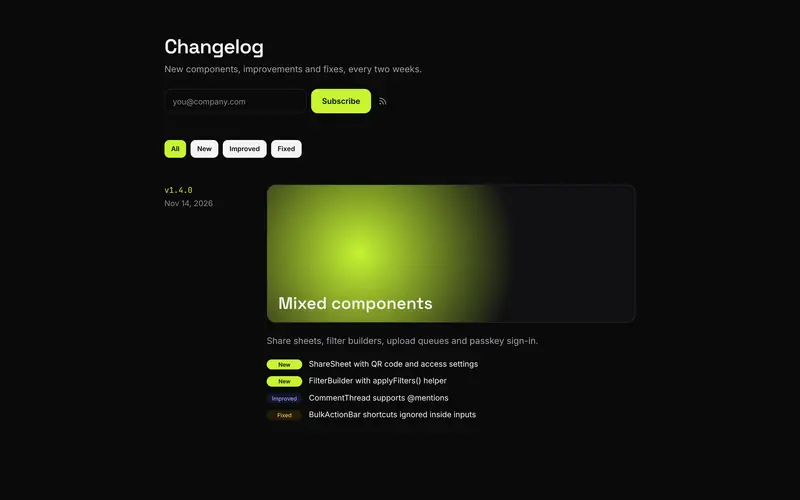 Changelog
New components, improvements and fixes, every two weeks.
you@company.com
Subscribe
All
New
Improved
Fixed
v1.4.0
Nov 14, 2026
Mixed components
Share sheets, filter builders, upload queues and passkey sign-in.
New ShareSheet with QR code and access settings
New FilterBuilder with applyFilters() helper
Improved CommentThread supports @mentions
Fixed BulkActionBar shortcuts ignored inside inputs